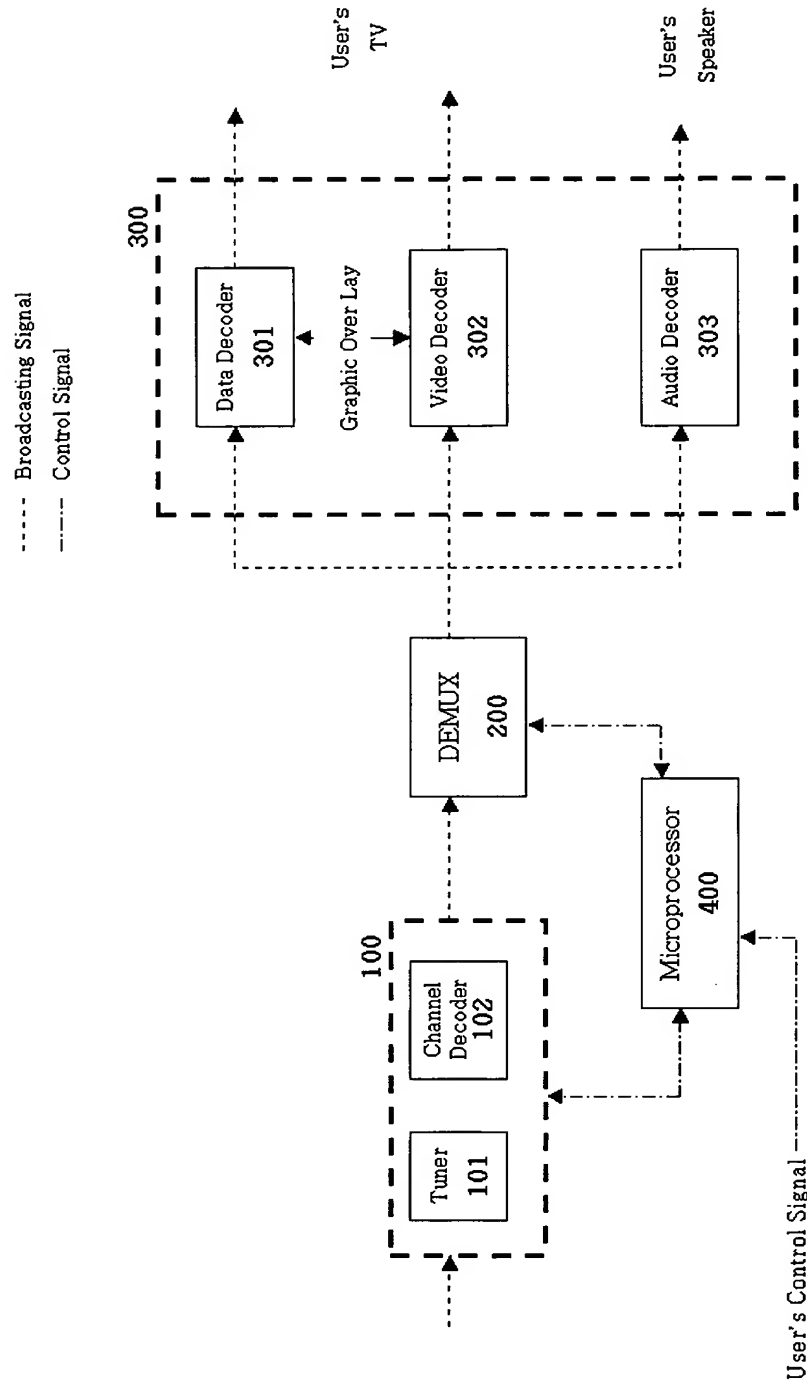 ---- Broadcasting Signal
—·— Control Signal
100
Tuner
101
Channel
Decoder
102
DEMUX
200
Microprocessor
400
User's Control Signal
300
Data Decoder
301
Graphic Over Lay
Video Decoder
302
Audio Decoder
303
User's
TV
User's
Speaker